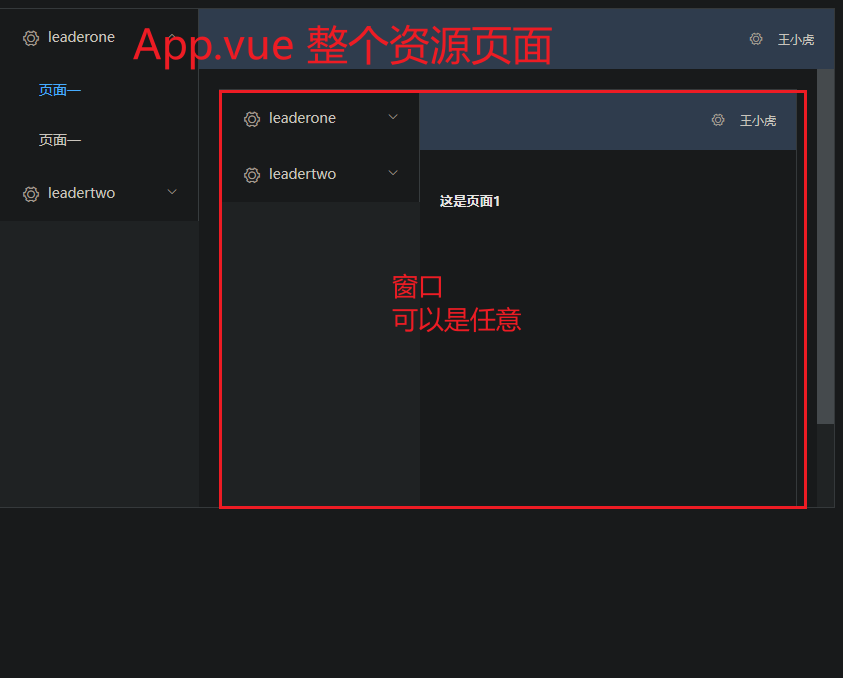 leaderone
App.vue 整个资源页面
王小虎
页面一
页面一
leadertwo
leaderone
王小虎
leadertwo
这是页面1
窗口
可以是任意